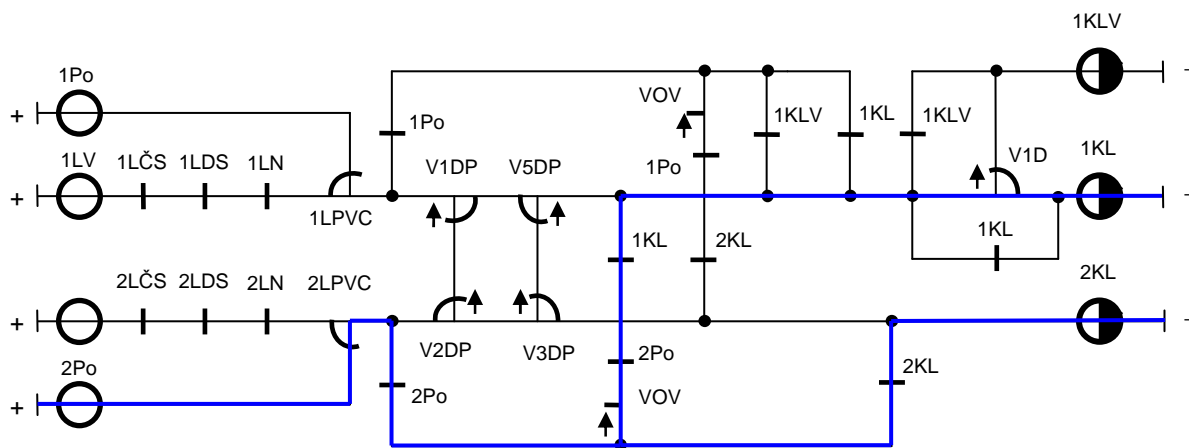 1KLV
1Po
+
-
VOV
1Po
1KLV
1KL
1KLV
1LV
1LČS
1LDS
1LN
V1DP
V5DP
1Po
V1D
1KL
+
-
1LPVC
1KL
2KL
1KL
2LČS
2LDS
2LN
2LPVC
2KL
+
-
V2DP
V3DP
2Po
2KL
2Po
2Po
VOV
+